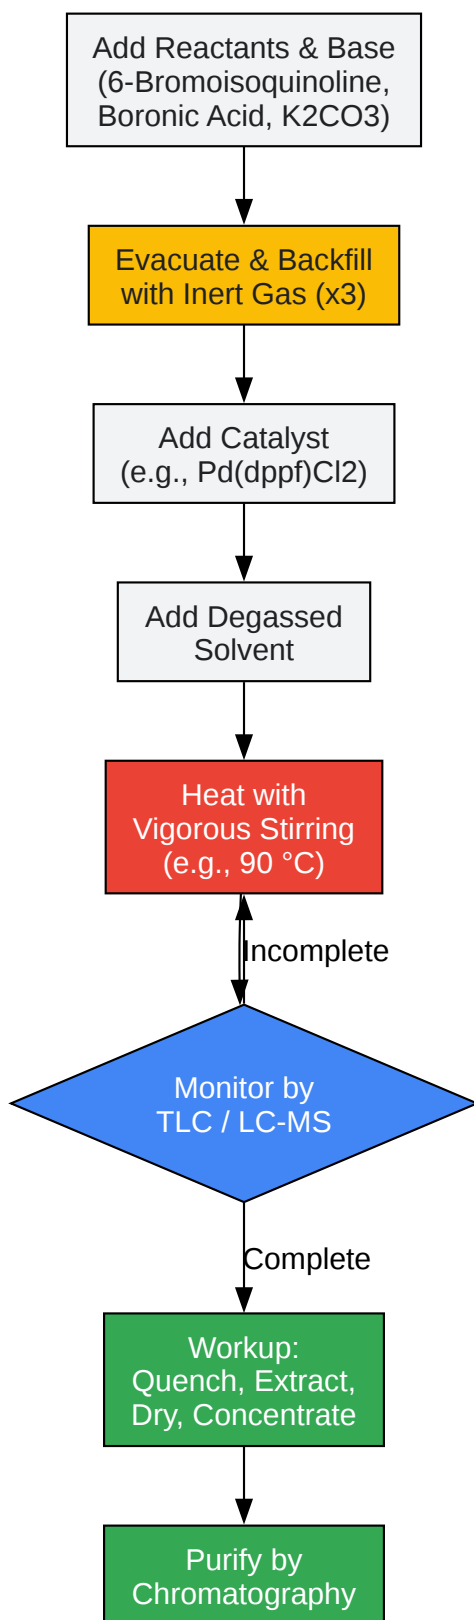 Add Reactants & Base
(6-Bromoisoquinoline,
Boronic Acid, K2CO3)
Evacuate & Backfill
with Inert Gas (x3)
Add Catalyst
(e.g., Pd(dppf)Cl2)
Add Degassed
Solvent
Heat with
Vigorous Stirring
(e.g., 90 °C)
Incomplete
Monitor by
TLC / LC-MS
Complete
Workup:
Quench, Extract,
Dry, Concentrate
Purify by
Chromatography